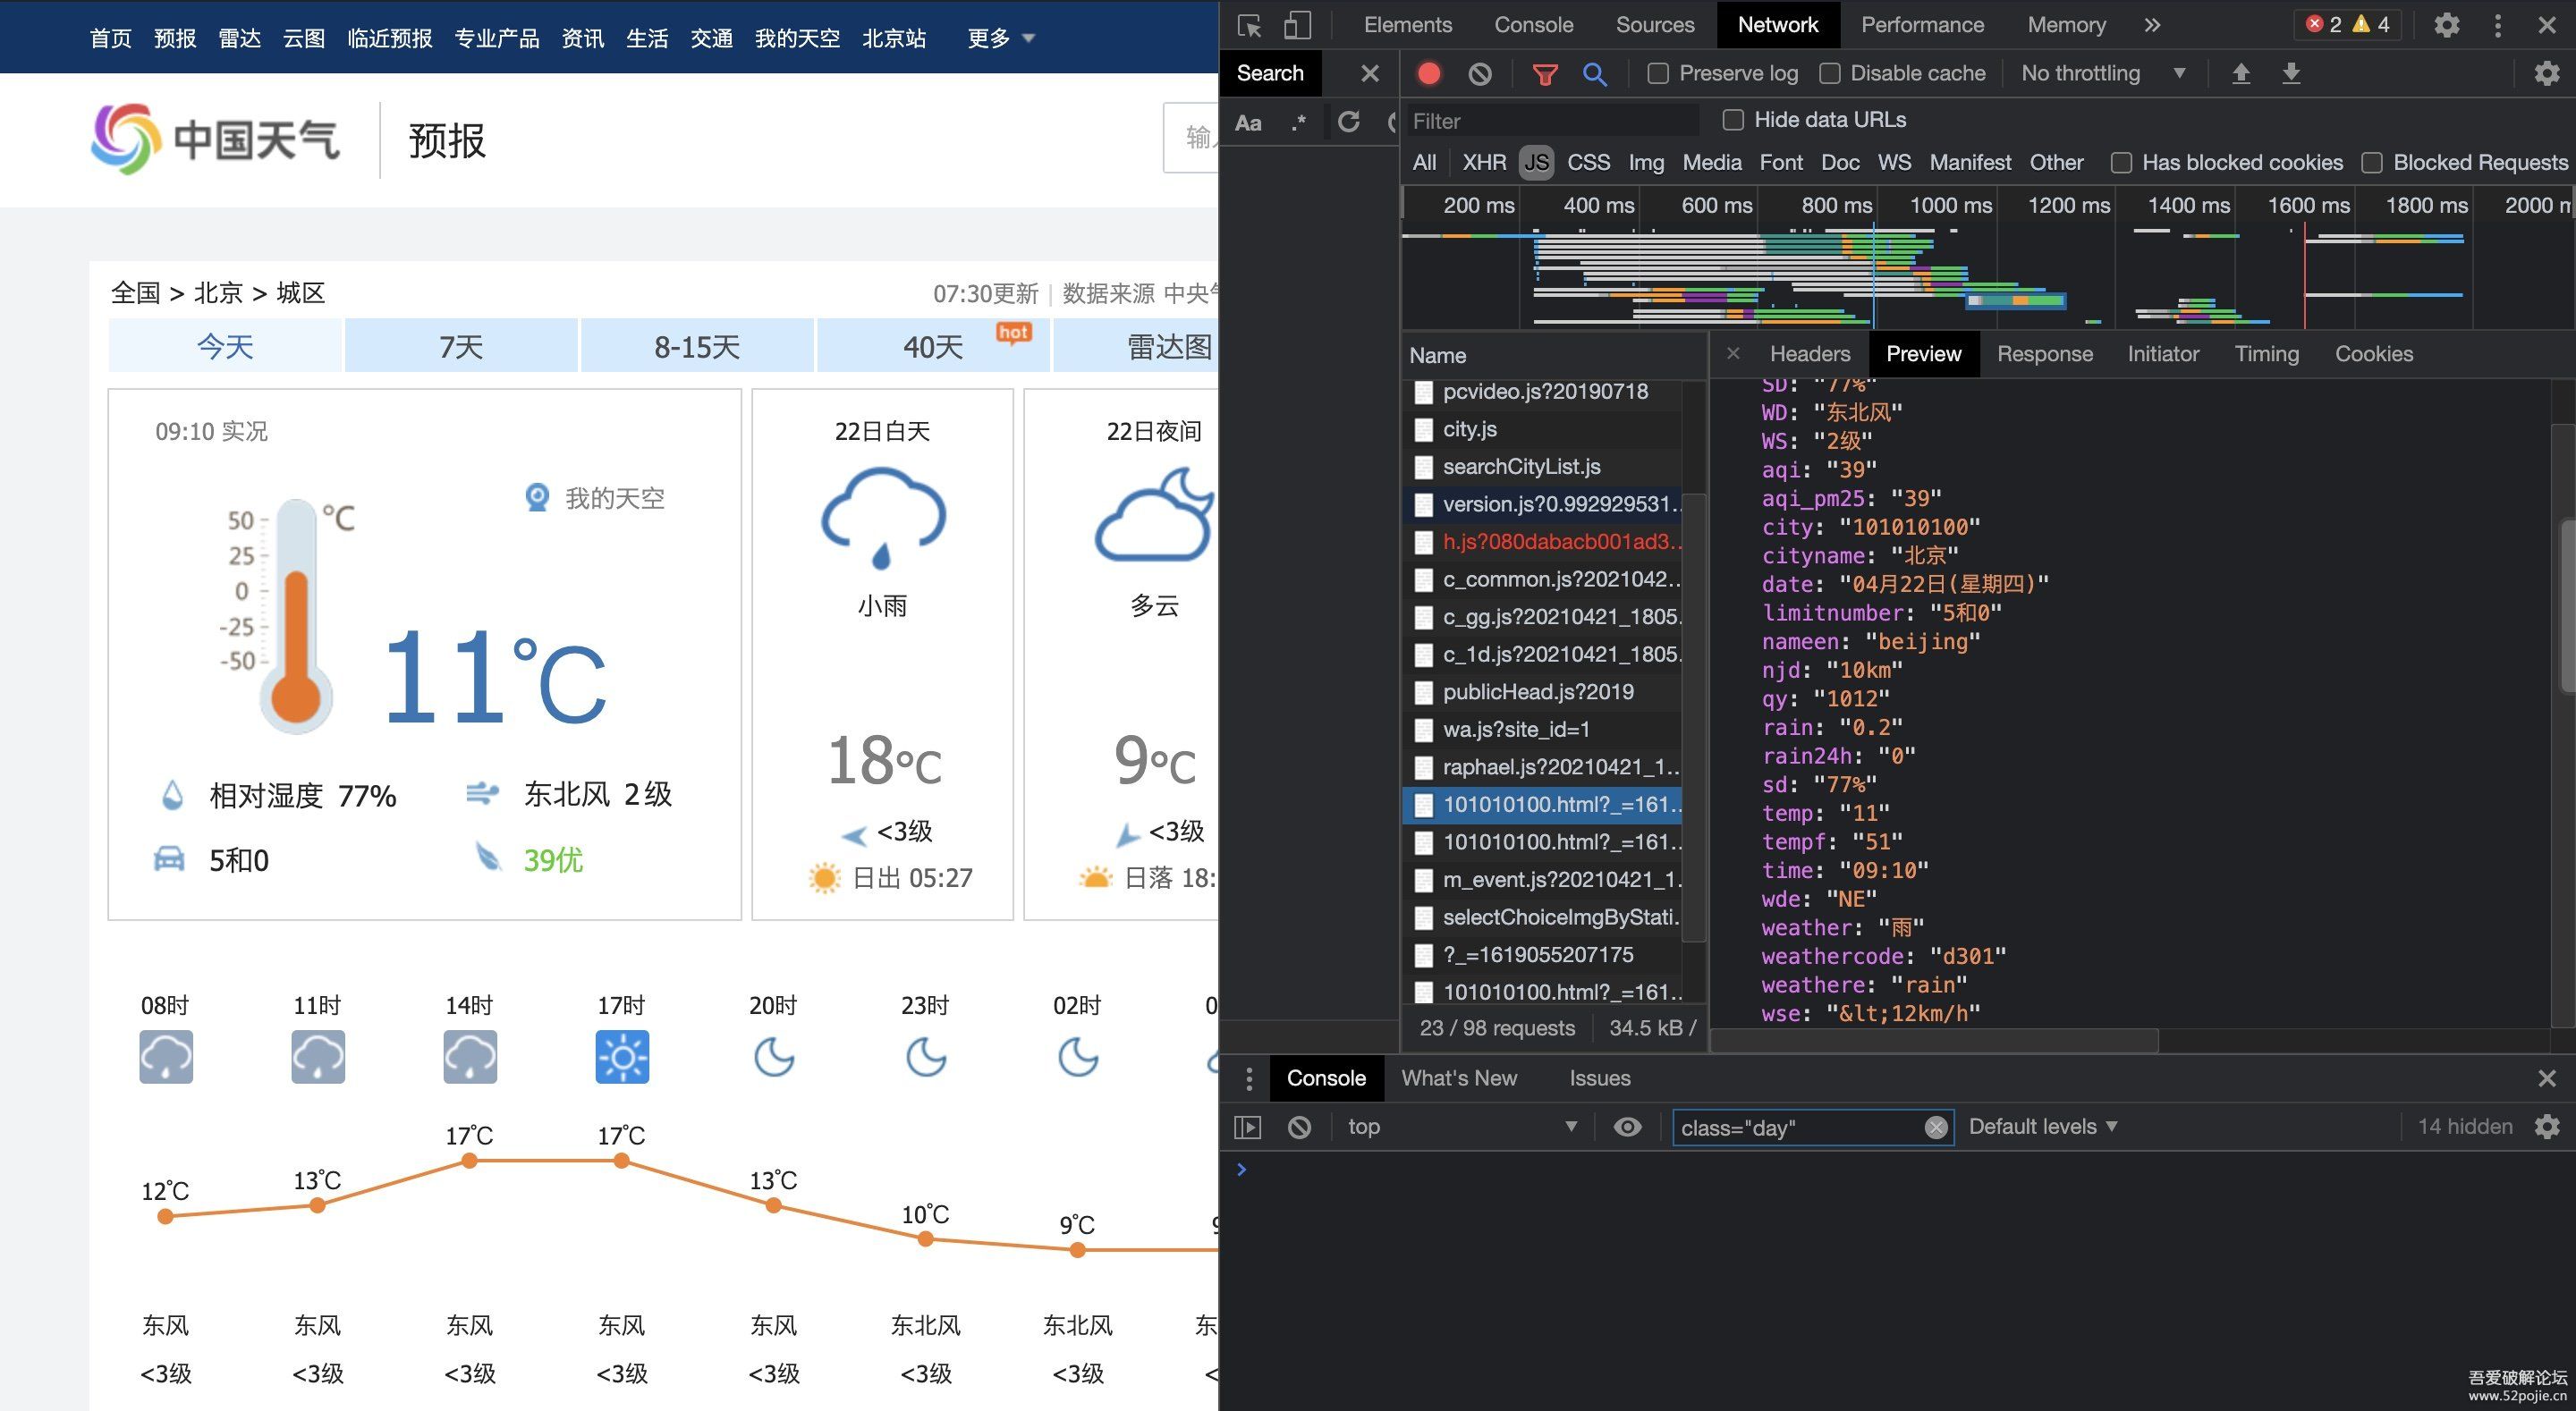 首页 预报 雷达 云图 临近预报 专业产品 资讯 生活 交通 我的天空 北京站 更多
中国天气 预报
全国 > 北京 > 城区
07:30更新 | 数据来源 中央
今天 7天 8-15天 40天 hot 雷达图
09:10 实况
我的天空
℃
50
25
0
-25
-50
11℃
相对湿度 77%
东北风 2级
5和0
39优
22日白天
小雨
18℃
<3级
日出 05:27
22日夜间
多云
9℃
<3级
日落 18:
08时 11时 14时 17时 20时 23时 02时
12℃ 13℃ 17℃ 17℃ 13℃ 10℃ 9℃
东风 东风 东风 东风 东风 东北风 东北风 东
<3级 <3级 <3级 <3级 <3级 <3级 <3级 <
Elements Console Sources Network Performance Memory » 2 4
Search
Preserve log Disable cache No throttling
Aa .*
Filter
Hide data URLs
All XHR JS CSS Img Media Font Doc WS Manifest Other Has blocked cookies Blocked Requests
200 ms 400 ms 600 ms 800 ms 1000 ms 1200 ms 1400 ms 1600 ms 1800 ms 2000 m
Name
pcvideo.js?20190718
city.js
searchCityList.js
version.js?0.992929531..
h.js?080dabacb001ad3..
c_common.js?2021042..
c_gg.js?20210421_1805.
c_1d.js?20210421_1805.
publicHead.js?2019
wa.js?site_id=1
raphael.js?20210421_1..
101010100.html?_=161..
101010100.html?_=161..
m_event.js?20210421_1.
selectChoiceImgByStati.
?_=1619055207175
101010100.html?_=161..
23 / 98 requests 34.5 kB /
Headers Preview Response Initiator Timing Cookies
SD: "77%"
WD: "东北风"
WS: "2级"
aqi: "39"
aqi_pm25: "39"
city: "101010100"
cityname: "北京"
date: "04月22日(星期四)"
limitnumber: "5和0"
nameen: "beijing"
njd: "10km"
qy: "1012"
rain: "0.2"
rain24h: "0"
sd: "77%"
temp: "11"
tempf: "51"
time: "09:10"
wde: "NE"
weather: "雨"
weathercode: "d301"
weathere: "rain"
wse: "&lt;12km/h"
Console What's New Issues
top class="day" Default levels 14 hidden
吾爱破解论坛
www.52pojie.cn